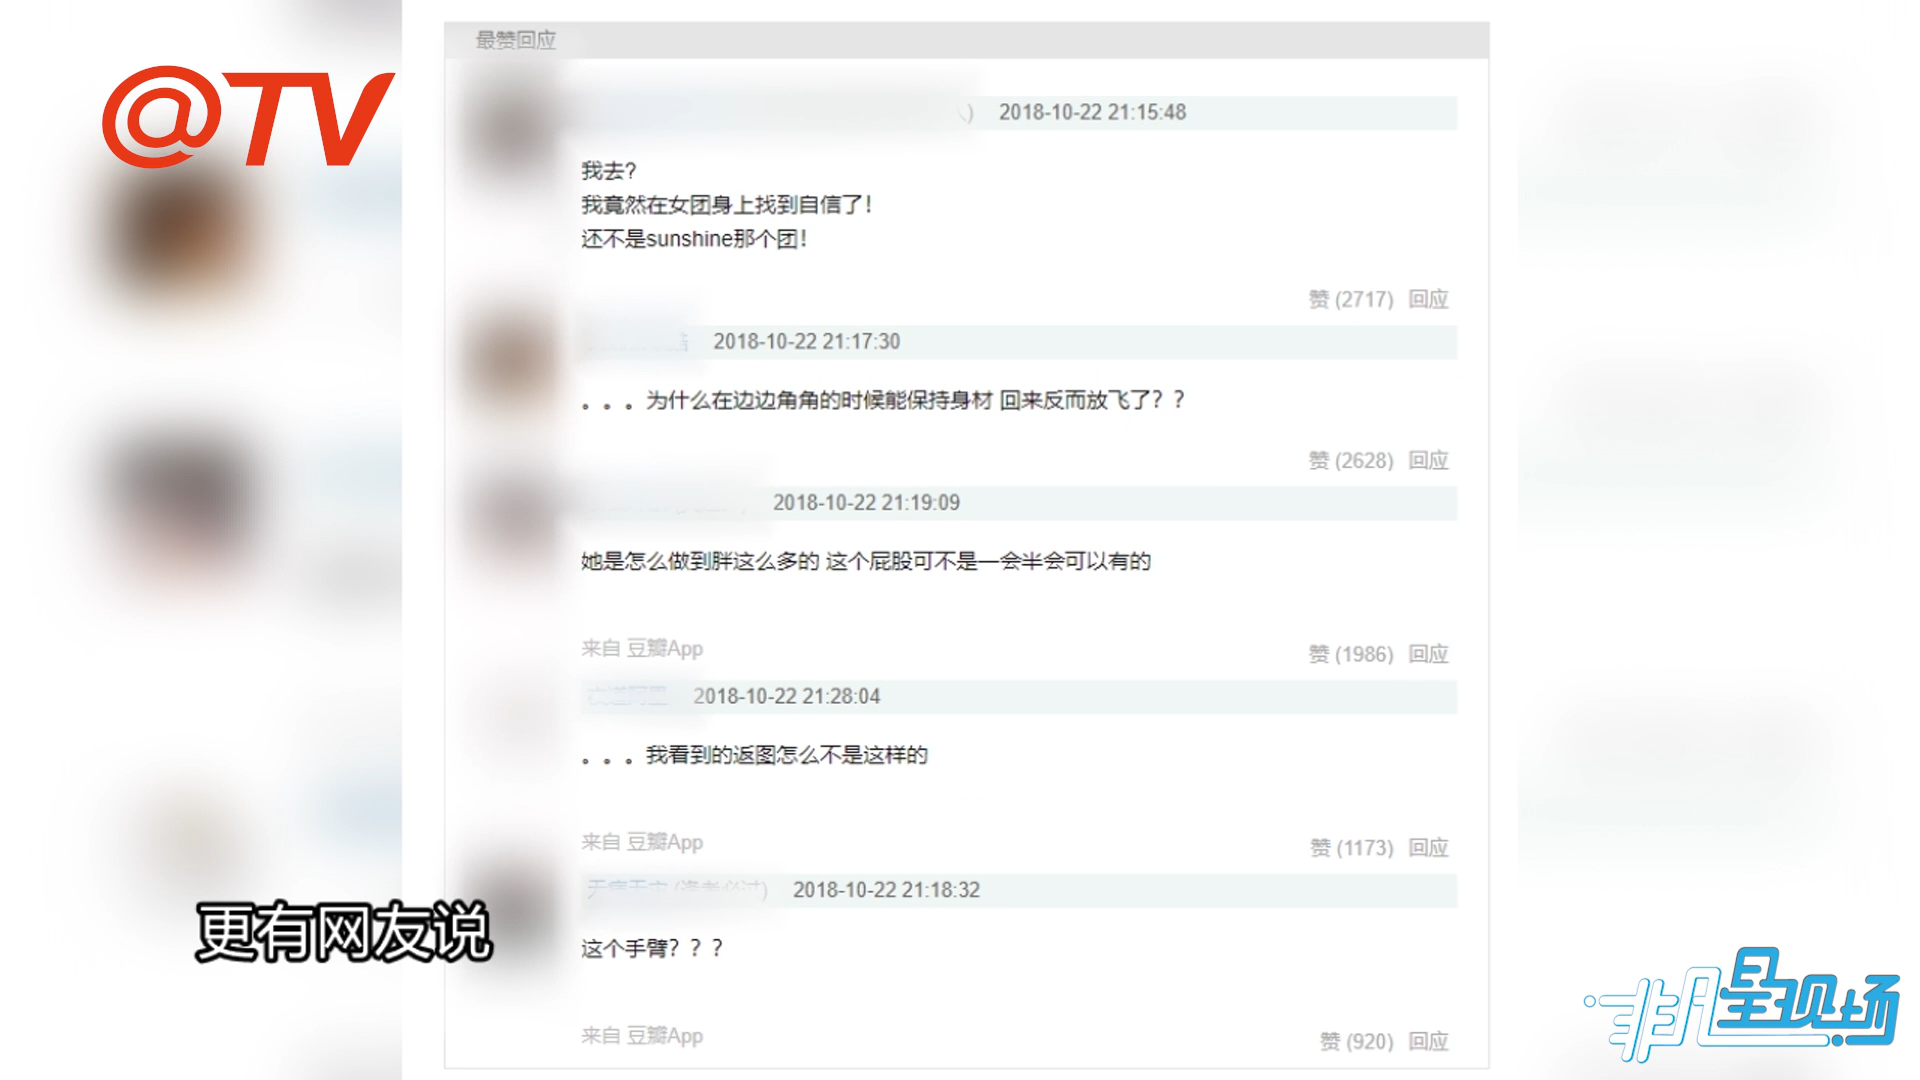 最赞回应
@TV
2018-10-22 21:15:48
我去?
我竟然在女团身上找到自信了!
还不是sunshine那个团!
赞 (2717) 回应
2018-10-22 21:17:30
。。。为什么在边边角角的时候能保持身材 回来反而放飞了? ?
赞 (2628) 回应
2018-10-22 21:19:09
她是怎么做到胖这么多的 这个屁股可不是一会半会可以有的
来自 豆瓣App
赞 (1986) 回应
2018-10-22 21:28:04
。。。我看到的返图怎么不是这样的
来自 豆瓣App
赞 (1173) 回应
2018-10-22 21:18:32
更有网友说
这个手臂? ? ?
来自 豆瓣App
赞 (920) 回应
非凡星现场